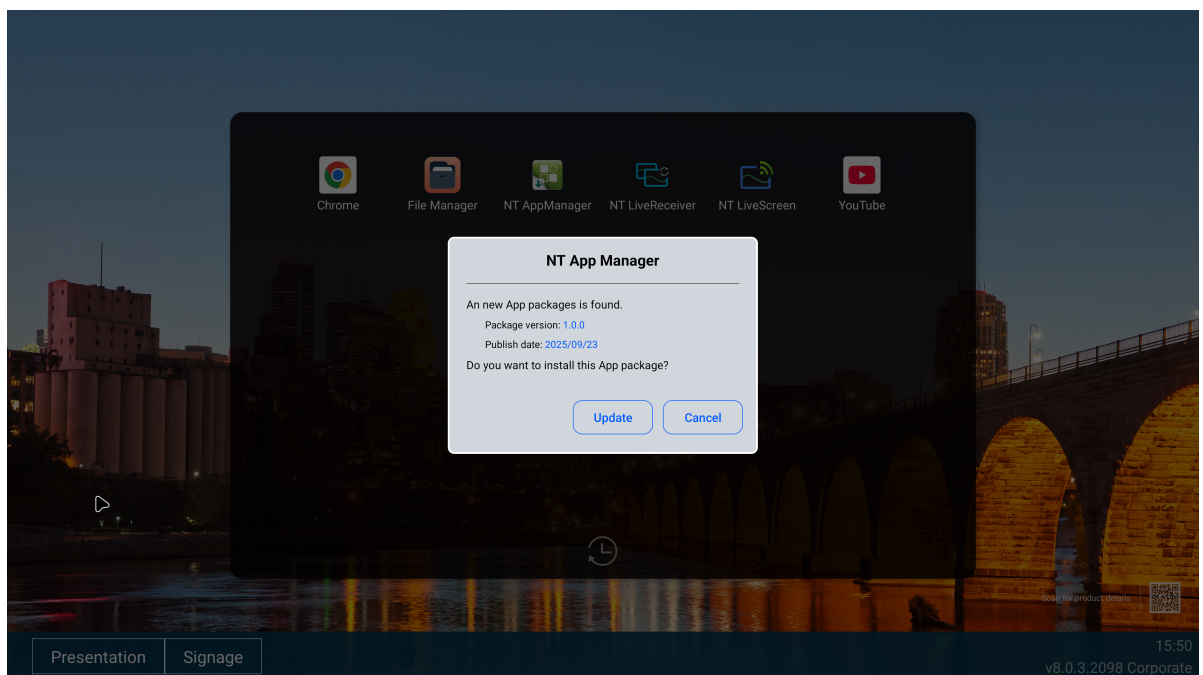 Chrome
File Manager
NT AppManager
NT LiveReceiver
NT LiveScreen
YouTube
NT App Manager
An new App packages is found.
Package version: 1.0.0
Publish date: 2025/09/23
Do you want to install this App package?
Update
Cancel
Scan for product details
Presentation
Signage
15:50
v8.0.3.2098 Corporate